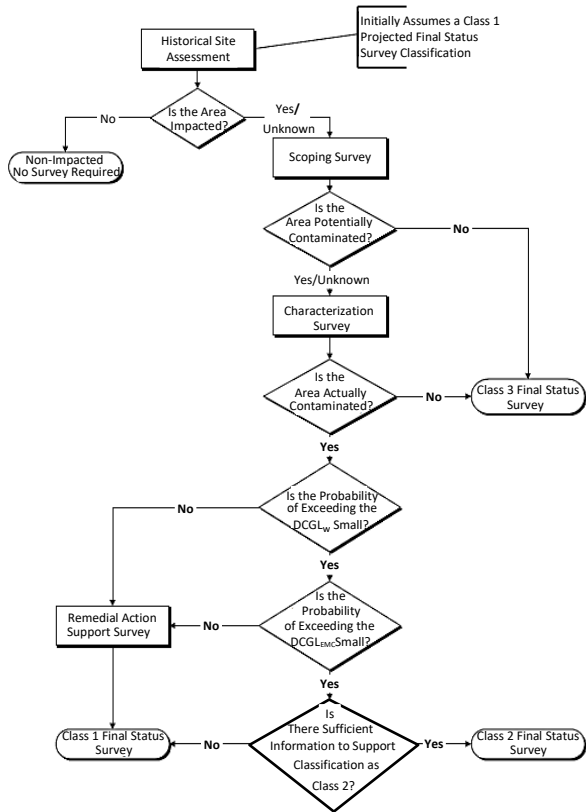 Historical Site
Assessment
Initially Assumes a Class 1
Projected Final Status
Survey Classification
Is the Area
Impacted?
No
Yes/
Unknown
Non-Impacted
No Survey Required
Scoping Survey
Is the
Area Potentially
Contaminated?
No
Yes/Unknown
Characterization
Survey
Is the
Area Actually
Contaminated?
No
Class 3 Final Status
Survey
Yes
Is the Probability
of Exceeding the
DCGLw Small?
No
Yes
Is the
Probability
of Exceeding the
DCGLEMCSmall?
No
Remedial Action
Support Survey
Yes
Is
There Sufficient
Information to Support
Classification as
Class 2?
No
Class 1 Final Status
Survey
Yes
Class 2 Final Status
Survey